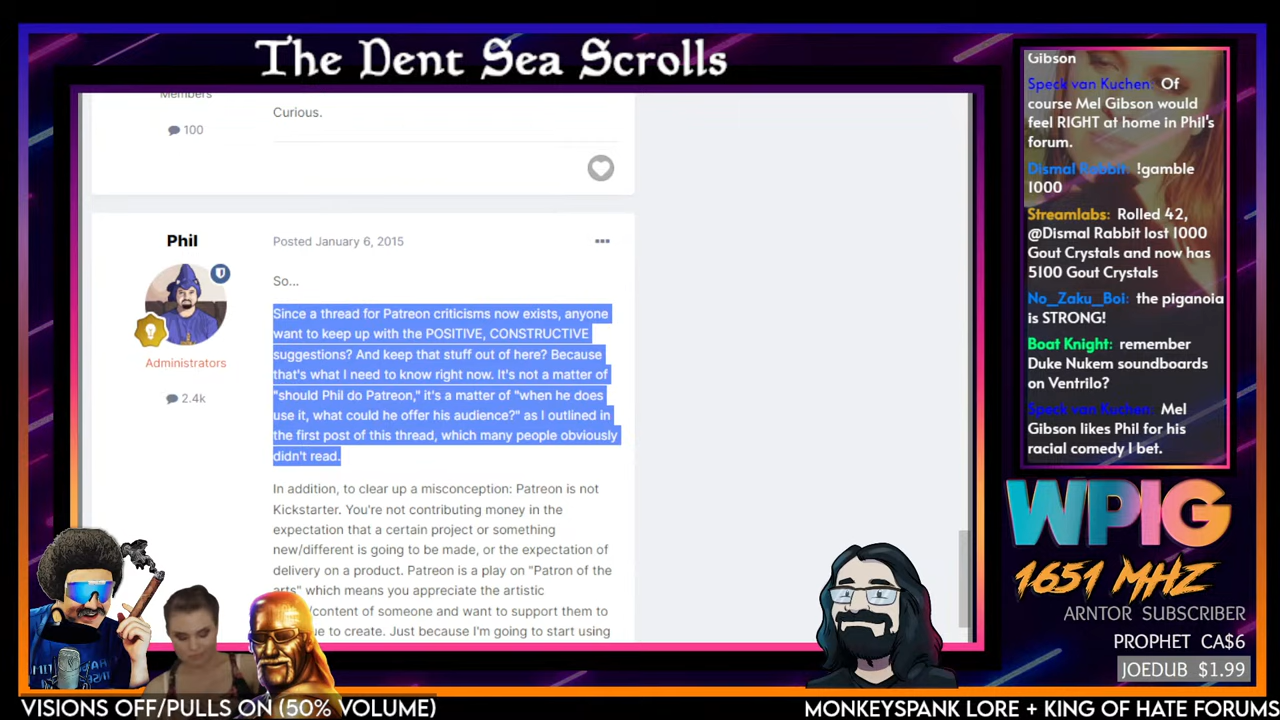 The Dent Sea Scrolls
Members
100
Curious.
Phil
Administrators
2.4k
Posted January 6, 2015
So...
Since a thread for Patreon criticisms now exists, anyone
want to keep up with the POSITIVE, CONSTRUCTIVE
suggestions? And keep that stuff out of here? Because
that's what I need to know right now. It's not a matter of
"should Phil do Patreon," it's a matter of "when he does
use it, what could he offer his audience?" as I outlined in
the first post of this thread, which many people obviously
didn't read.
In addition, to clear up a misconception: Patreon is not
Kickstarter. You're not contributing money in the
expectation that a certain project or something
new/different is going to be made, or the expectation of
delivery on a product. Patreon is a play on "Patron of the
arts" which means you appreciate the artistic
/content of someone and want to support them to
ue to create. Just because I'm going to start using
Gibson
Speck van Kuchen: Of
course Mel Gibson would
feel RIGHT at home in Phil's
forum.
Dismal Rabbit: !gamble
1000
Streamlabs: Rolled 42,
@Dismal Rabbit lost 1000
Gout Crystals and now has
5100 Gout Crystals
No_Zaku_Boi: the piganoia
is STRONG!
Boat Knight: remember
Duke Nukem soundboards
on Ventrilo?
Speck van Kuchen: Mel
Gibson likes Phil for his
racial comedy I bet.
WPIG
1651 MHZ
ARNTOR SUBSCRIBER
PROPHET CA$6
JOEDUB $1.99
VISIONS OFF/PULLS ON (50% VOLUME)
MONKEYSPANK LORE + KING OF HATE FORUMS